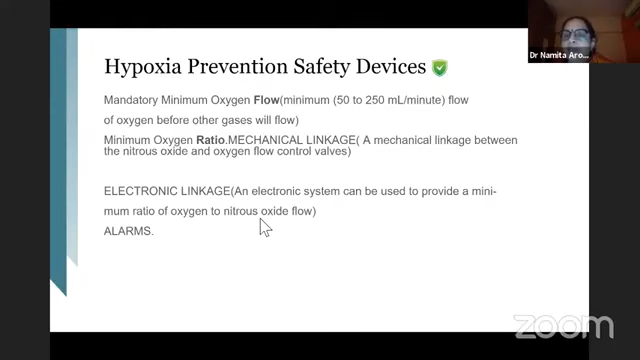 Hypoxia Prevention Safety Devices
Mandatory Minimum Oxygen Flow(minimum (50 to 250 mL/minute) flow
of oxygen before other gases will flow)
Minimum Oxygen Ratio.MECHANICAL LINKAGE( A mechanical linkage between
the nitrous oxide and oxygen flow control valves)
ELECTRONIC LINKAGE(An electronic system can be used to provide a mini-
mum ratio of oxygen to nitrous oxide flow)
ALARMS.
Dr Namita Aro...
zoom